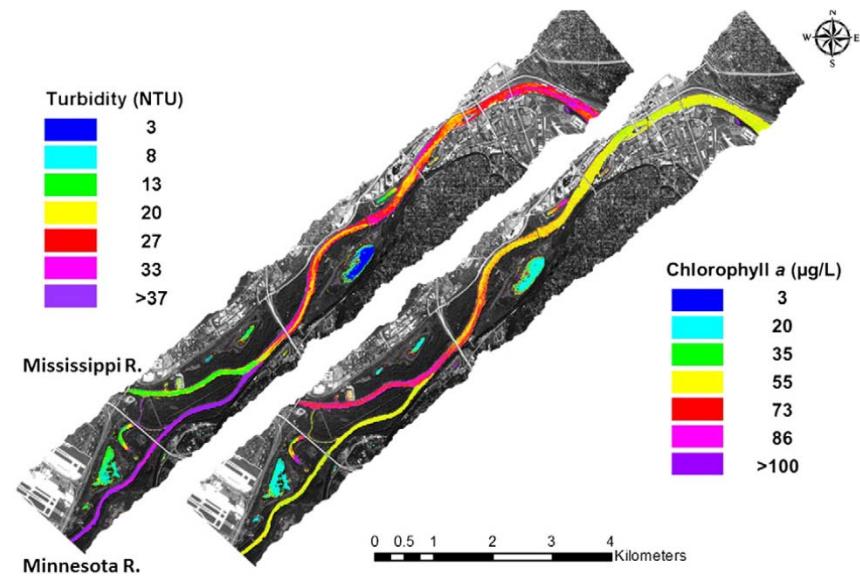 N
W E
S
Turbidity (NTU)
3
8
13
20
27
33
>37
Chlorophyll a (µg/L)
3
20
35
55
73
86
>100
Mississippi R.
Minnesota R.
0 0.5 1 2 3 4
Kilometers